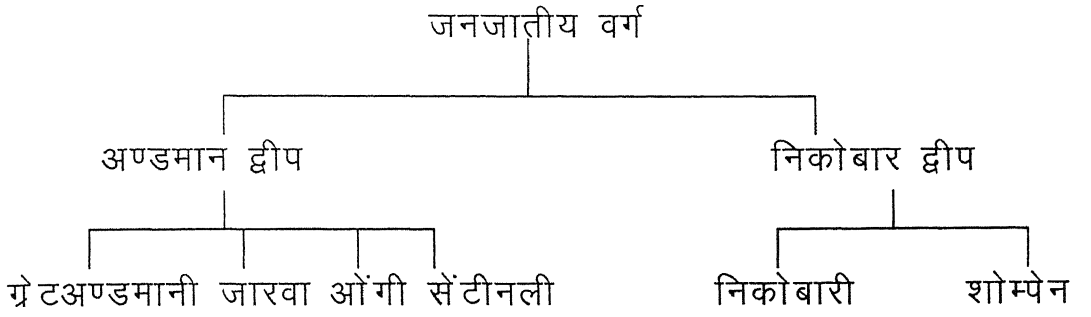 जनजातीय वर्ग
अण्डमान द्वीप निकोबार द्वीप
ग्रेटअण्डमानी जारवा ओंगी सेंटीनली निकोबारी शोम्पेन